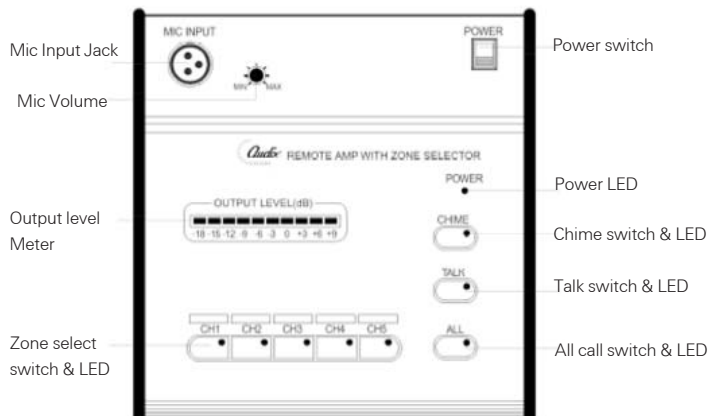 MIC INPUT
POWER
Mic Input Jack
Power switch
MIN
MAX
Mic Volume
REMOTE AMP WITH ZONE SELECTOR
POWER
Power LED
OUTPUT LEVEL(dB)
-18 -15 -12 -9 -6 -3 0 +3 +6 +9
Output level
Meter
CHIME
Chime switch & LED
TALK
Talk switch & LED
CH1 CH2 CH3 CH4 CH5
ALL
Zone select
switch & LED
All call switch & LED